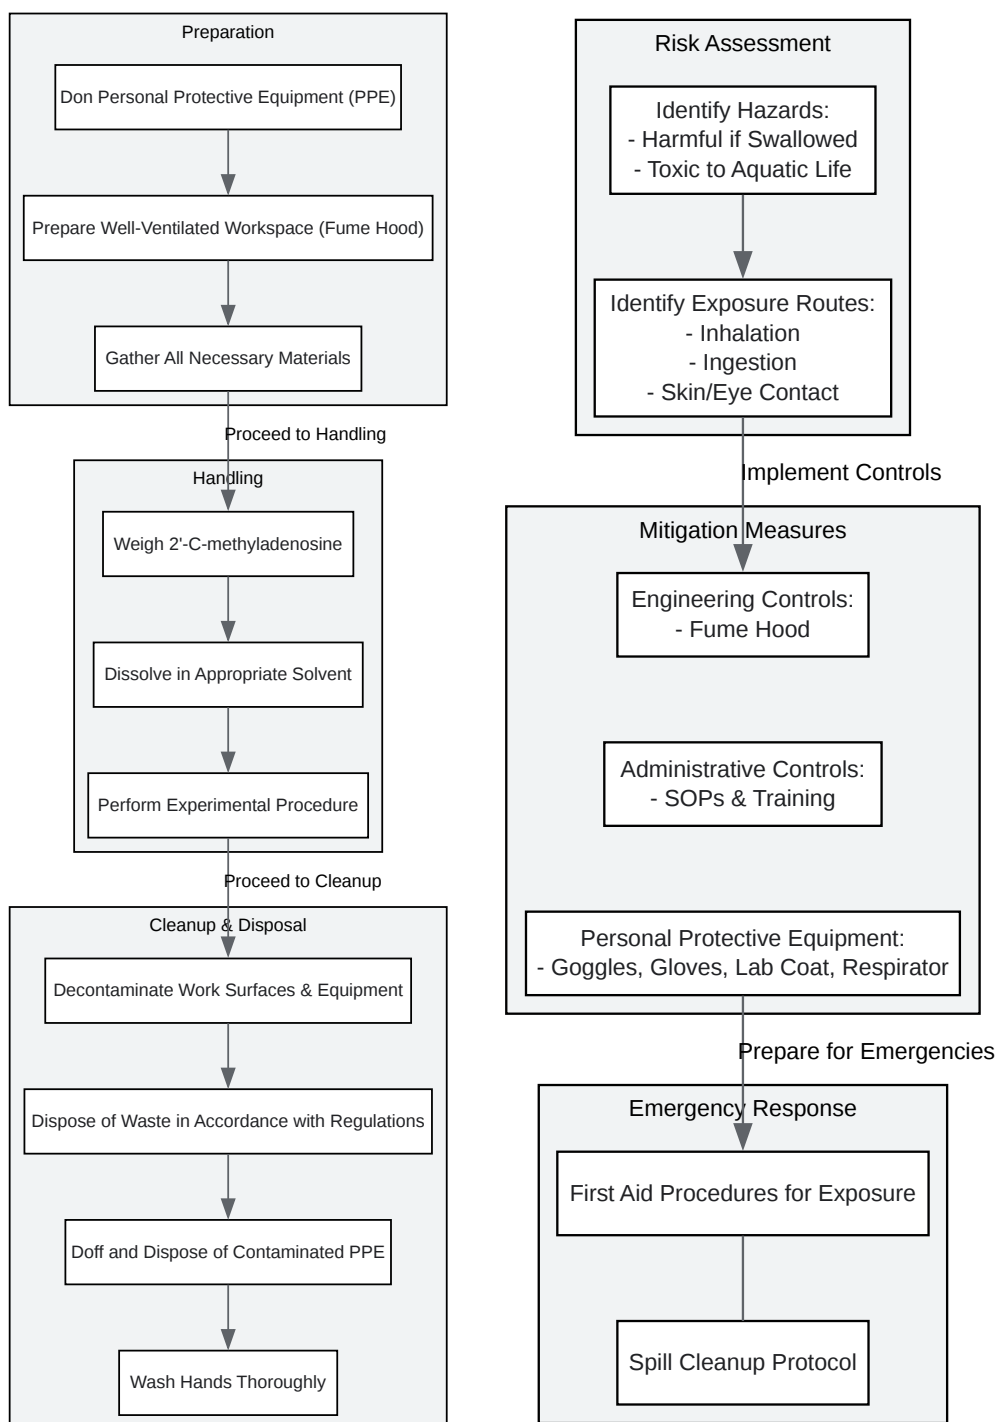 Preparation
Don Personal Protective Equipment (PPE)
Prepare Well-Ventilated Workspace (Fume Hood)
Gather All Necessary Materials
Proceed to Handling
Handling
Weigh 2'-C-methyladenosine
Dissolve in Appropriate Solvent
Perform Experimental Procedure
Proceed to Cleanup
Cleanup & Disposal
Decontaminate Work Surfaces & Equipment
Dispose of Waste in Accordance with Regulations
Doff and Dispose of Contaminated PPE
Wash Hands Thoroughly
Risk Assessment
Identify Hazards:
- Harmful if Swallowed
- Toxic to Aquatic Life
Identify Exposure Routes:
- Inhalation
- Ingestion
- Skin/Eye Contact
Implement Controls
Mitigation Measures
Engineering Controls:
- Fume Hood
Administrative Controls:
- SOPs & Training
Personal Protective Equipment:
- Goggles, Gloves, Lab Coat, Respirator
Prepare for Emergencies
Emergency Response
First Aid Procedures for Exposure
Spill Cleanup Protocol